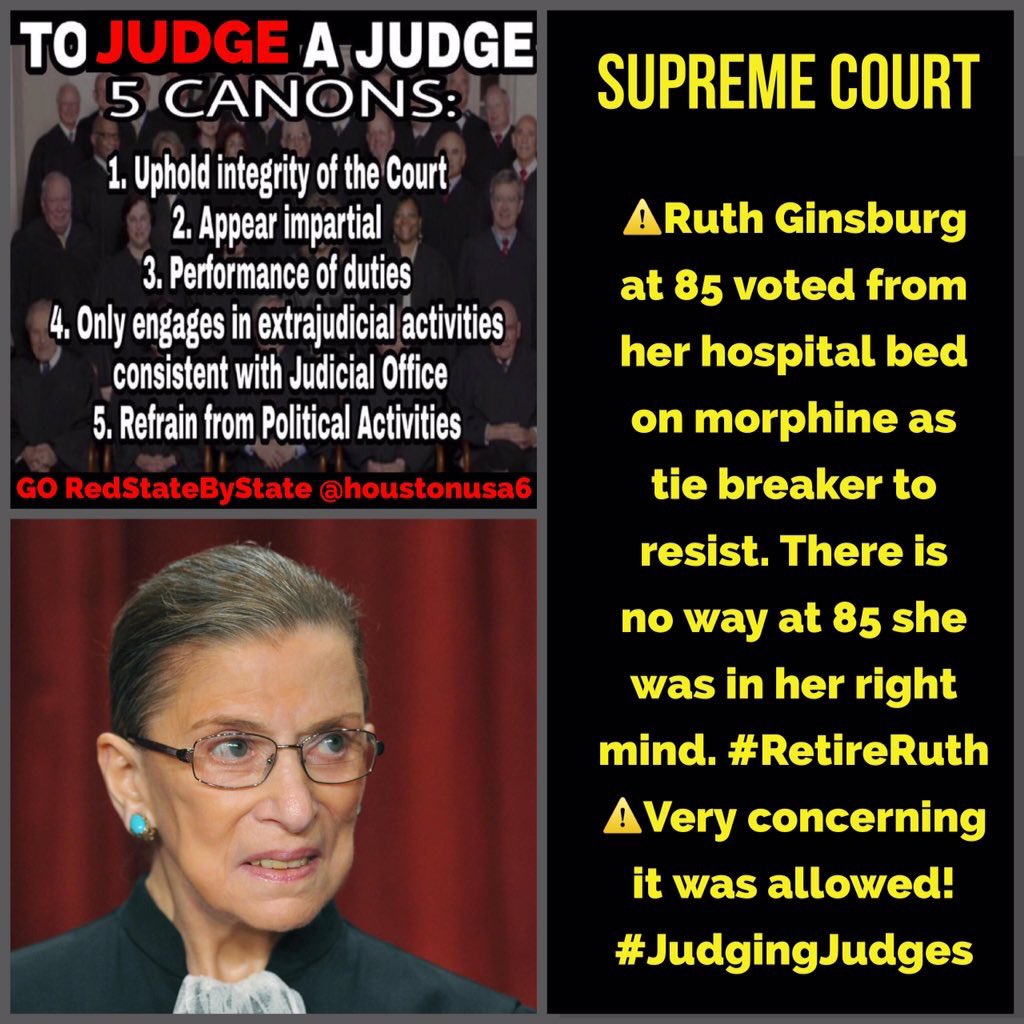 TO JUDGE A JUDGE
5 CANONS:
1. Uphold integrity of the Court
2. Appear impartial
3. Performance of duties
4. Only engages in extrajudicial activities
consistent with Judicial Office
5. Refrain from Political Activities
GO RedStateByState @houstonusa6
SUPREME COURT
⚠️Ruth Ginsburg
at 85 voted from
her hospital bed
on morphine as
tie breaker to
resist. There is
no way at 85 she
was in her right
mind. #RetireRuth
⚠️Very concerning
it was allowed!
#JudgingJudges